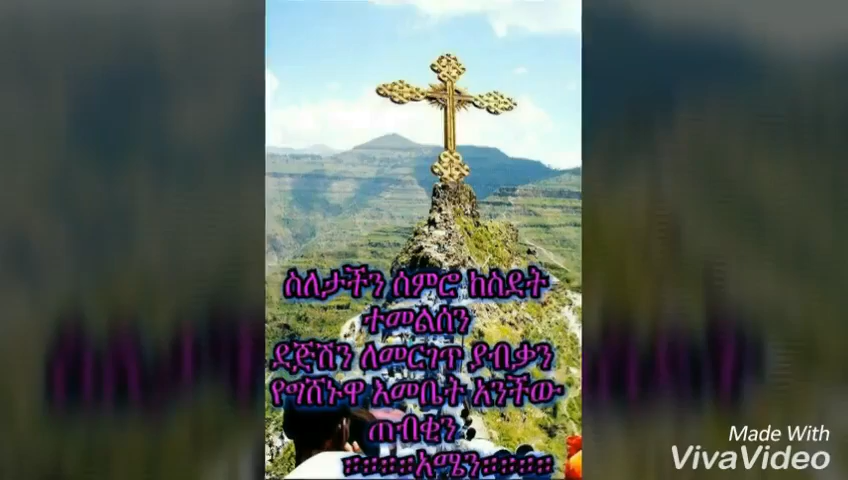 ስለታችን ሰምሮ ከስደት
ተመልሰን
ደጅሽን ለመርገጥ ያብቃን
የግሸኑዋ እመቤት አንችው
ጠብቂን
፨፨፨፨አሜን፨፨፨፨
Made With
VivaVideo